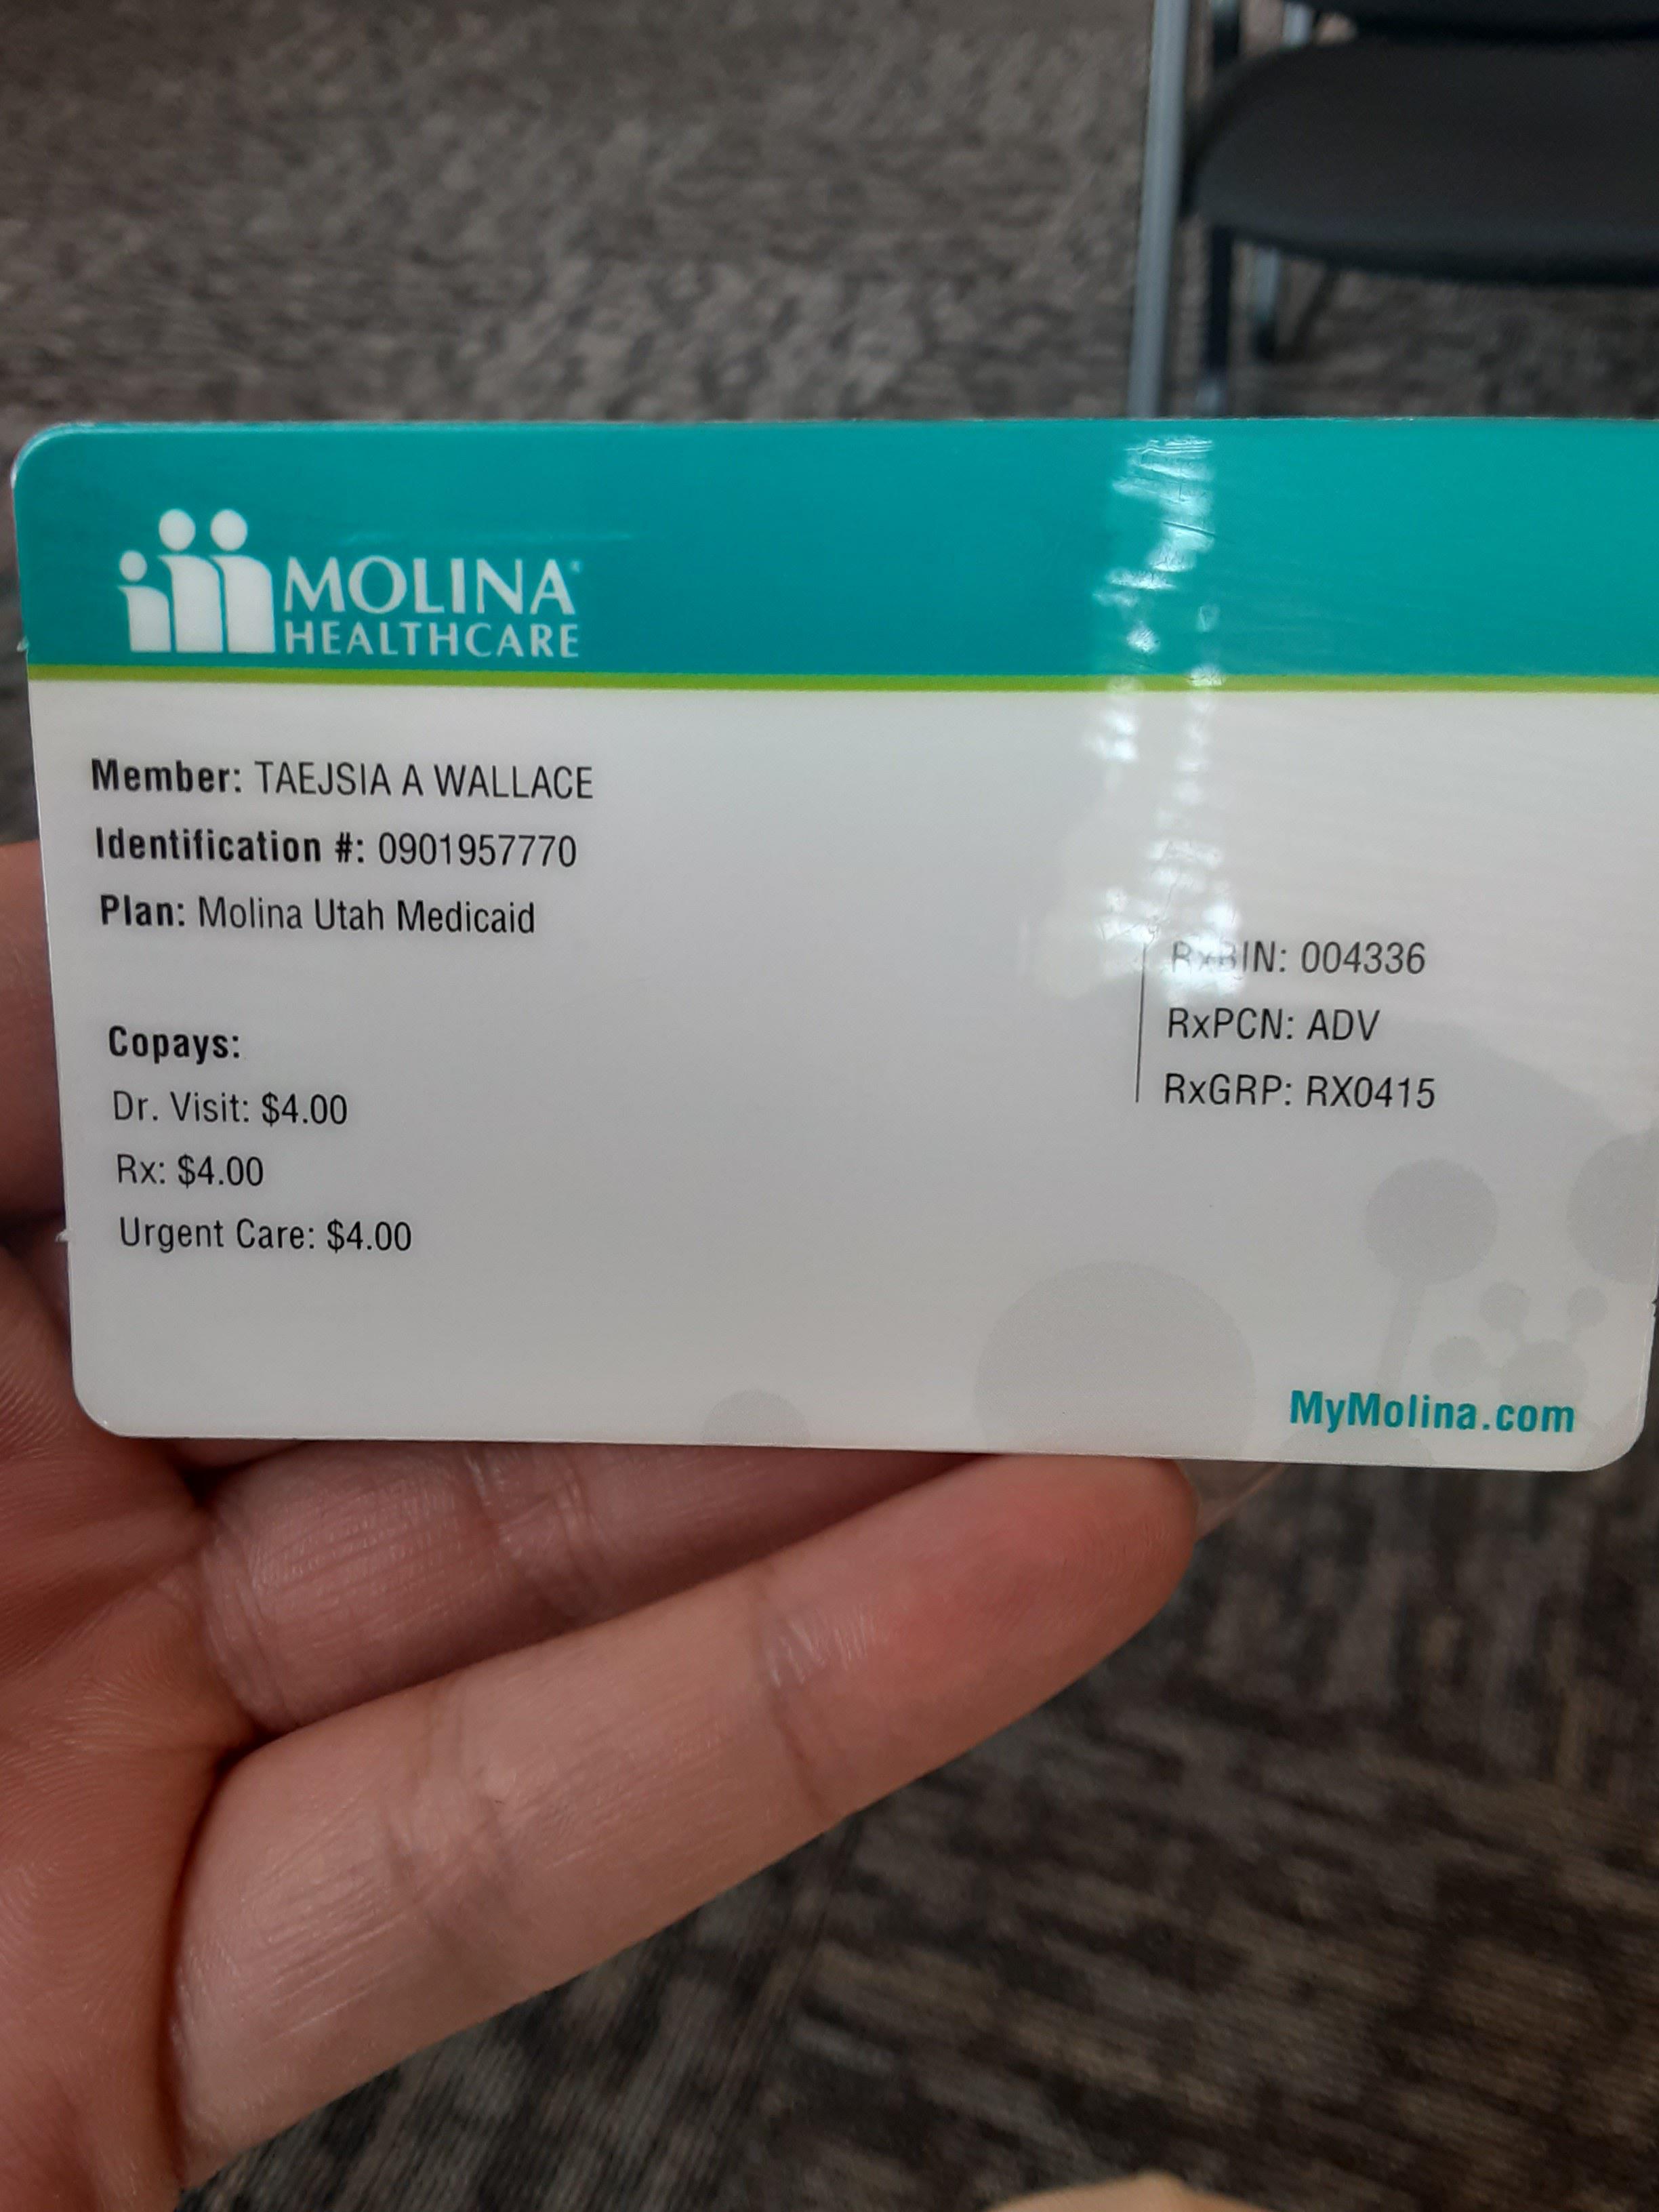 MOLINA®
HEALTHCARE
Member: TAEJSIA A WALLACE
Identification #: 0901957770
Plan: Molina Utah Medicaid
RxBIN: 004336
RxPCN: ADV
RxGRP: RX0415
Copays:
Dr. Visit: $4.00
Rx: $4.00
Urgent Care: $4.00
MyMolina.com